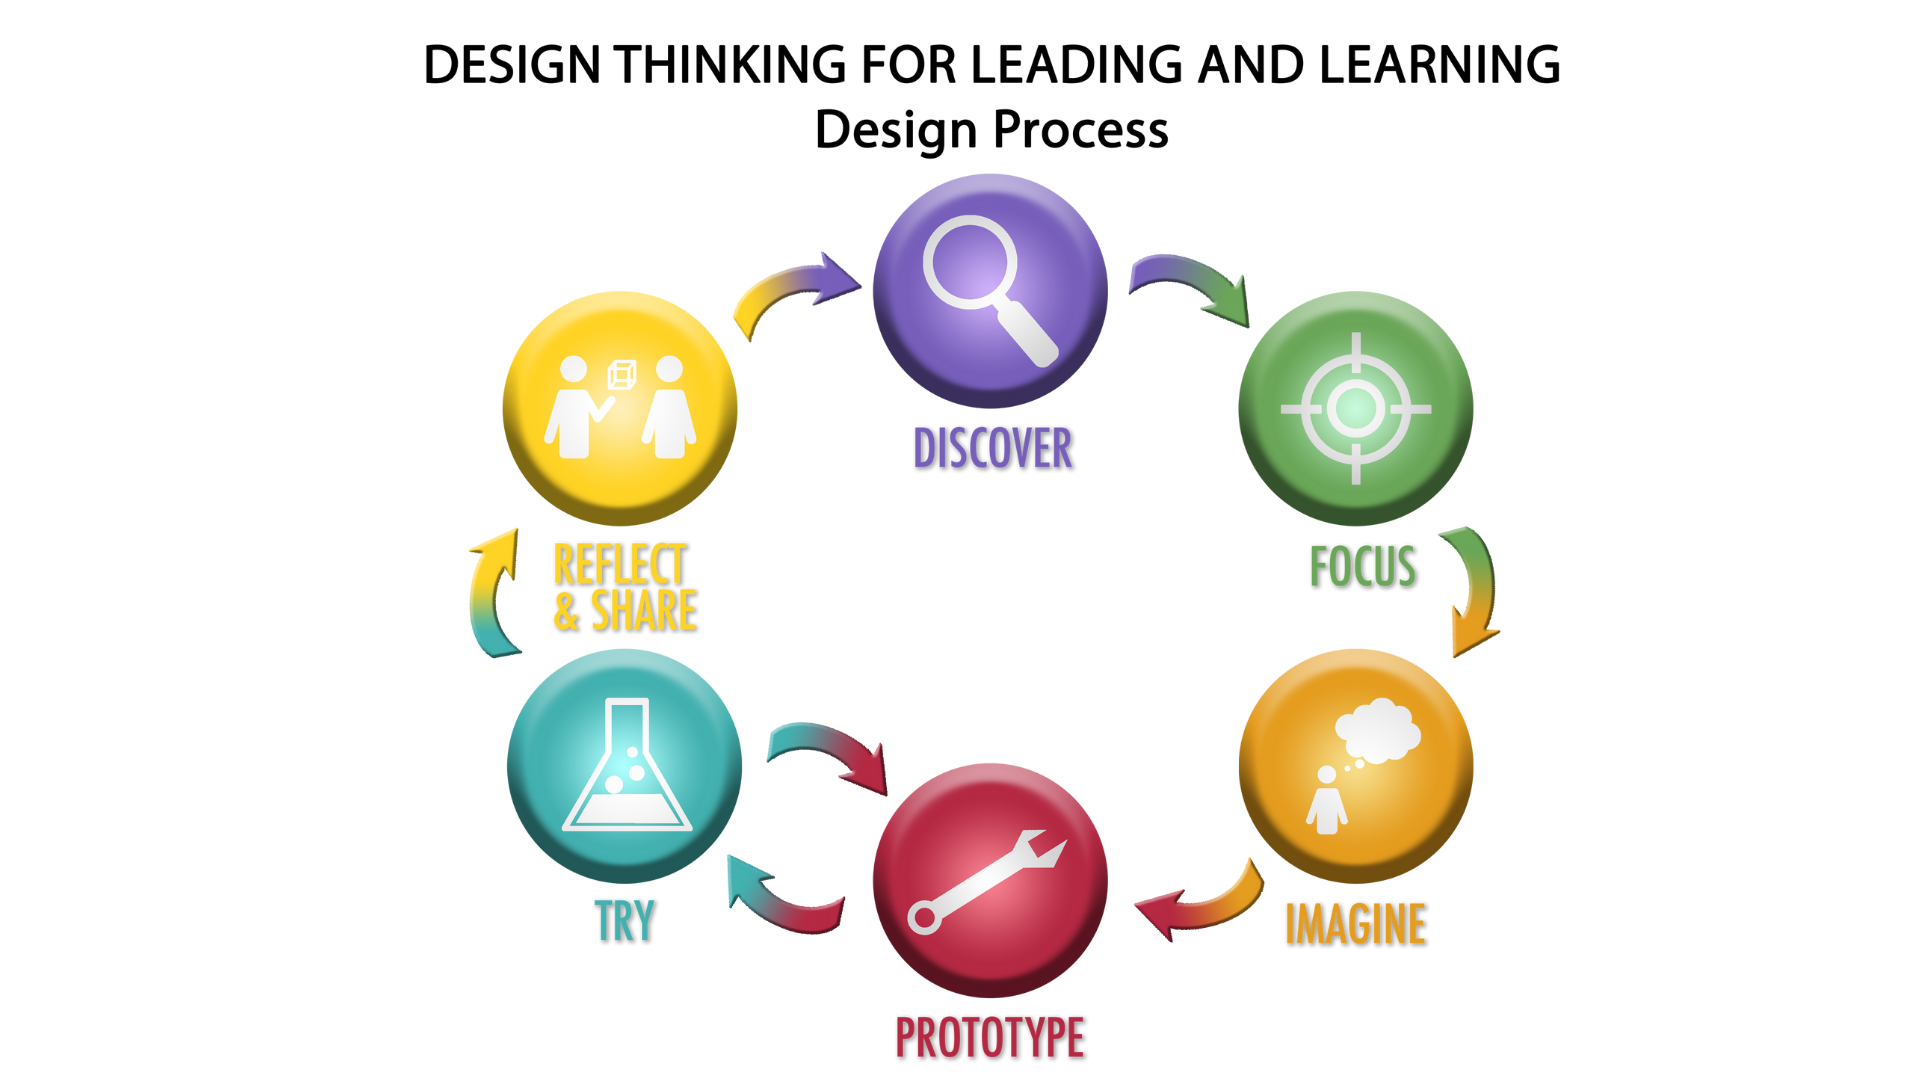 DESIGN THINKING FOR LEADING AND LEARNING
Design Process
DISCOVER
FOCUS
IMAGINE
PROTOTYPE
TRY
REFLECT
& SHARE